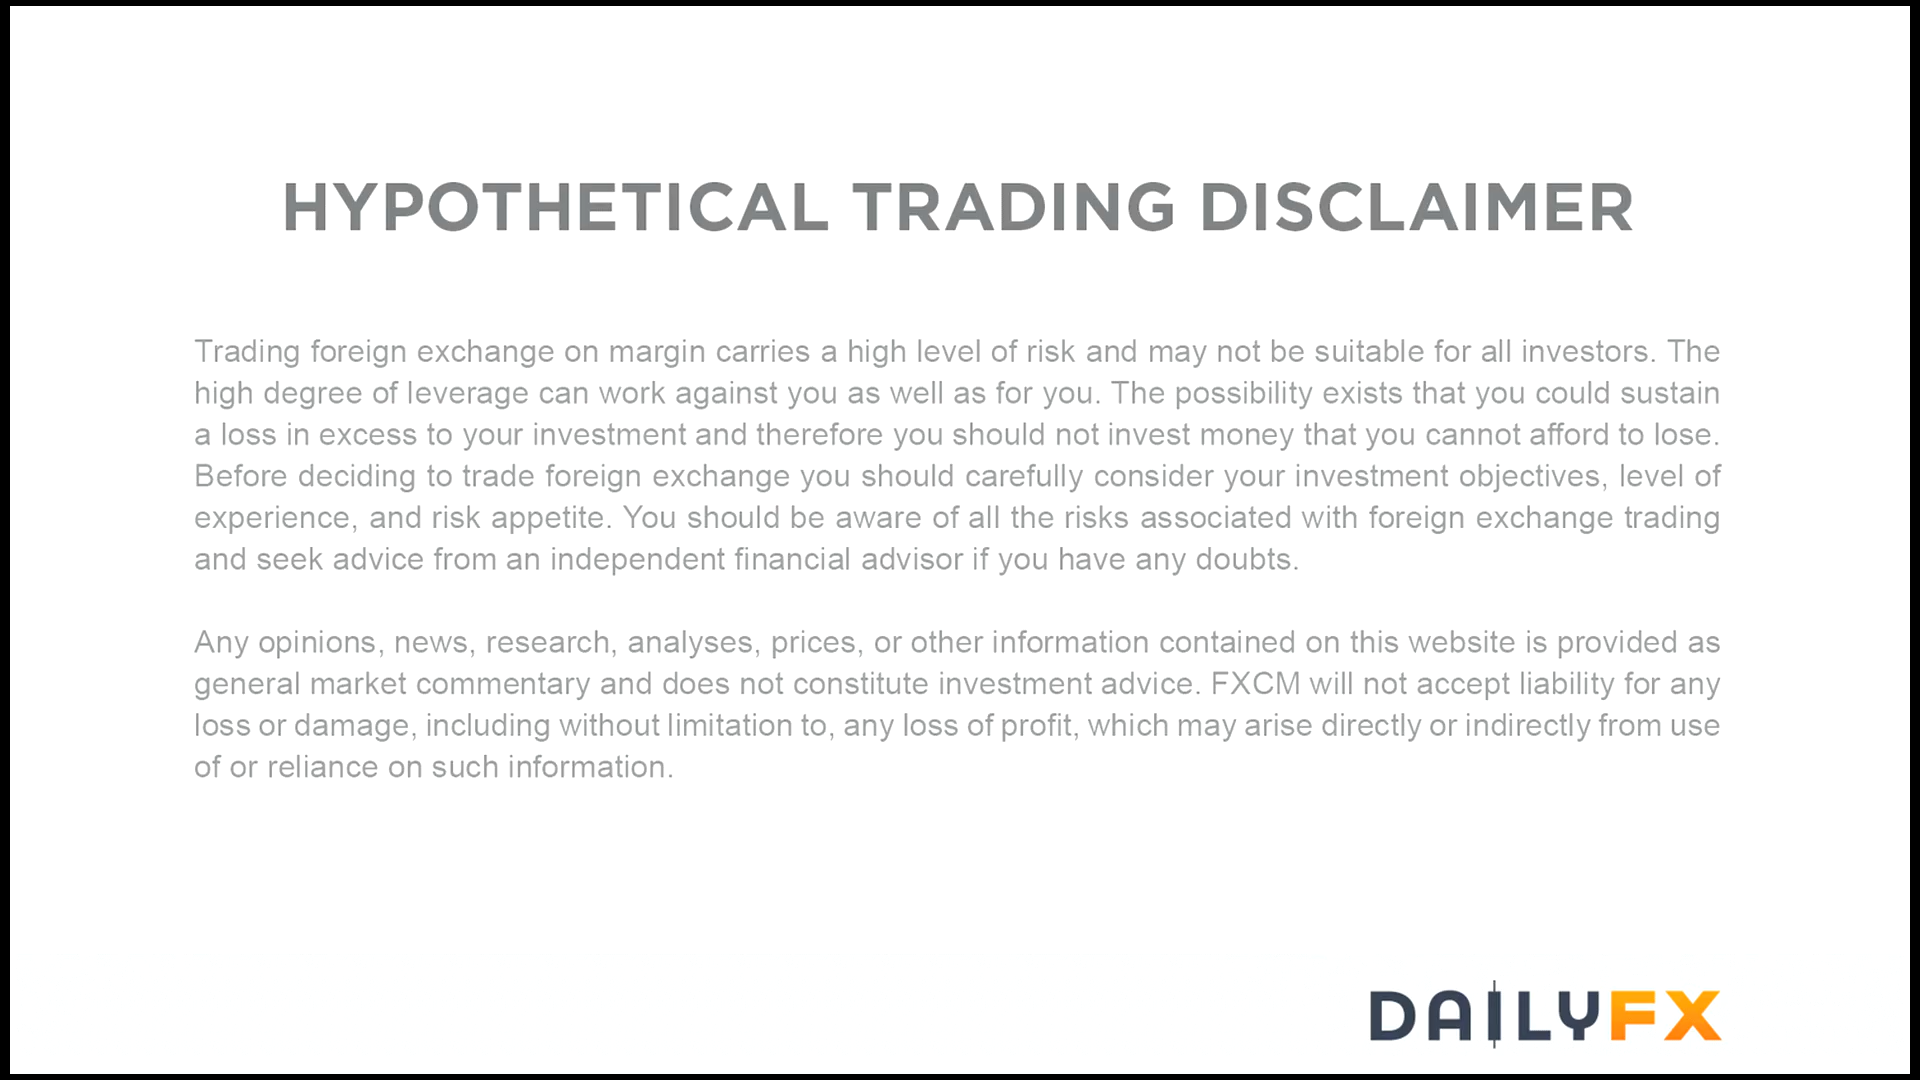 HYPOTHETICAL TRADING DISCLAIMER
Trading foreign exchange on margin carries a high level of risk and may not be suitable for all investors. The
high degree of leverage can work against you as well as for you. The possibility exists that you could sustain
a loss in excess to your investment and therefore you should not invest money that you cannot afford to lose.
Before deciding to trade foreign exchange you should carefully consider your investment objectives, level of
experience, and risk appetite. You should be aware of all the risks associated with foreign exchange trading
and seek advice from an independent financial advisor if you have any doubts.
Any opinions, news, research, analyses, prices, or other information contained on this website is provided as
general market commentary and does not constitute investment advice. FXCM will not accept liability for any
loss or damage, including without limitation to, any loss of profit, which may arise directly or indirectly from use
of or reliance on such information.
DAILYFX